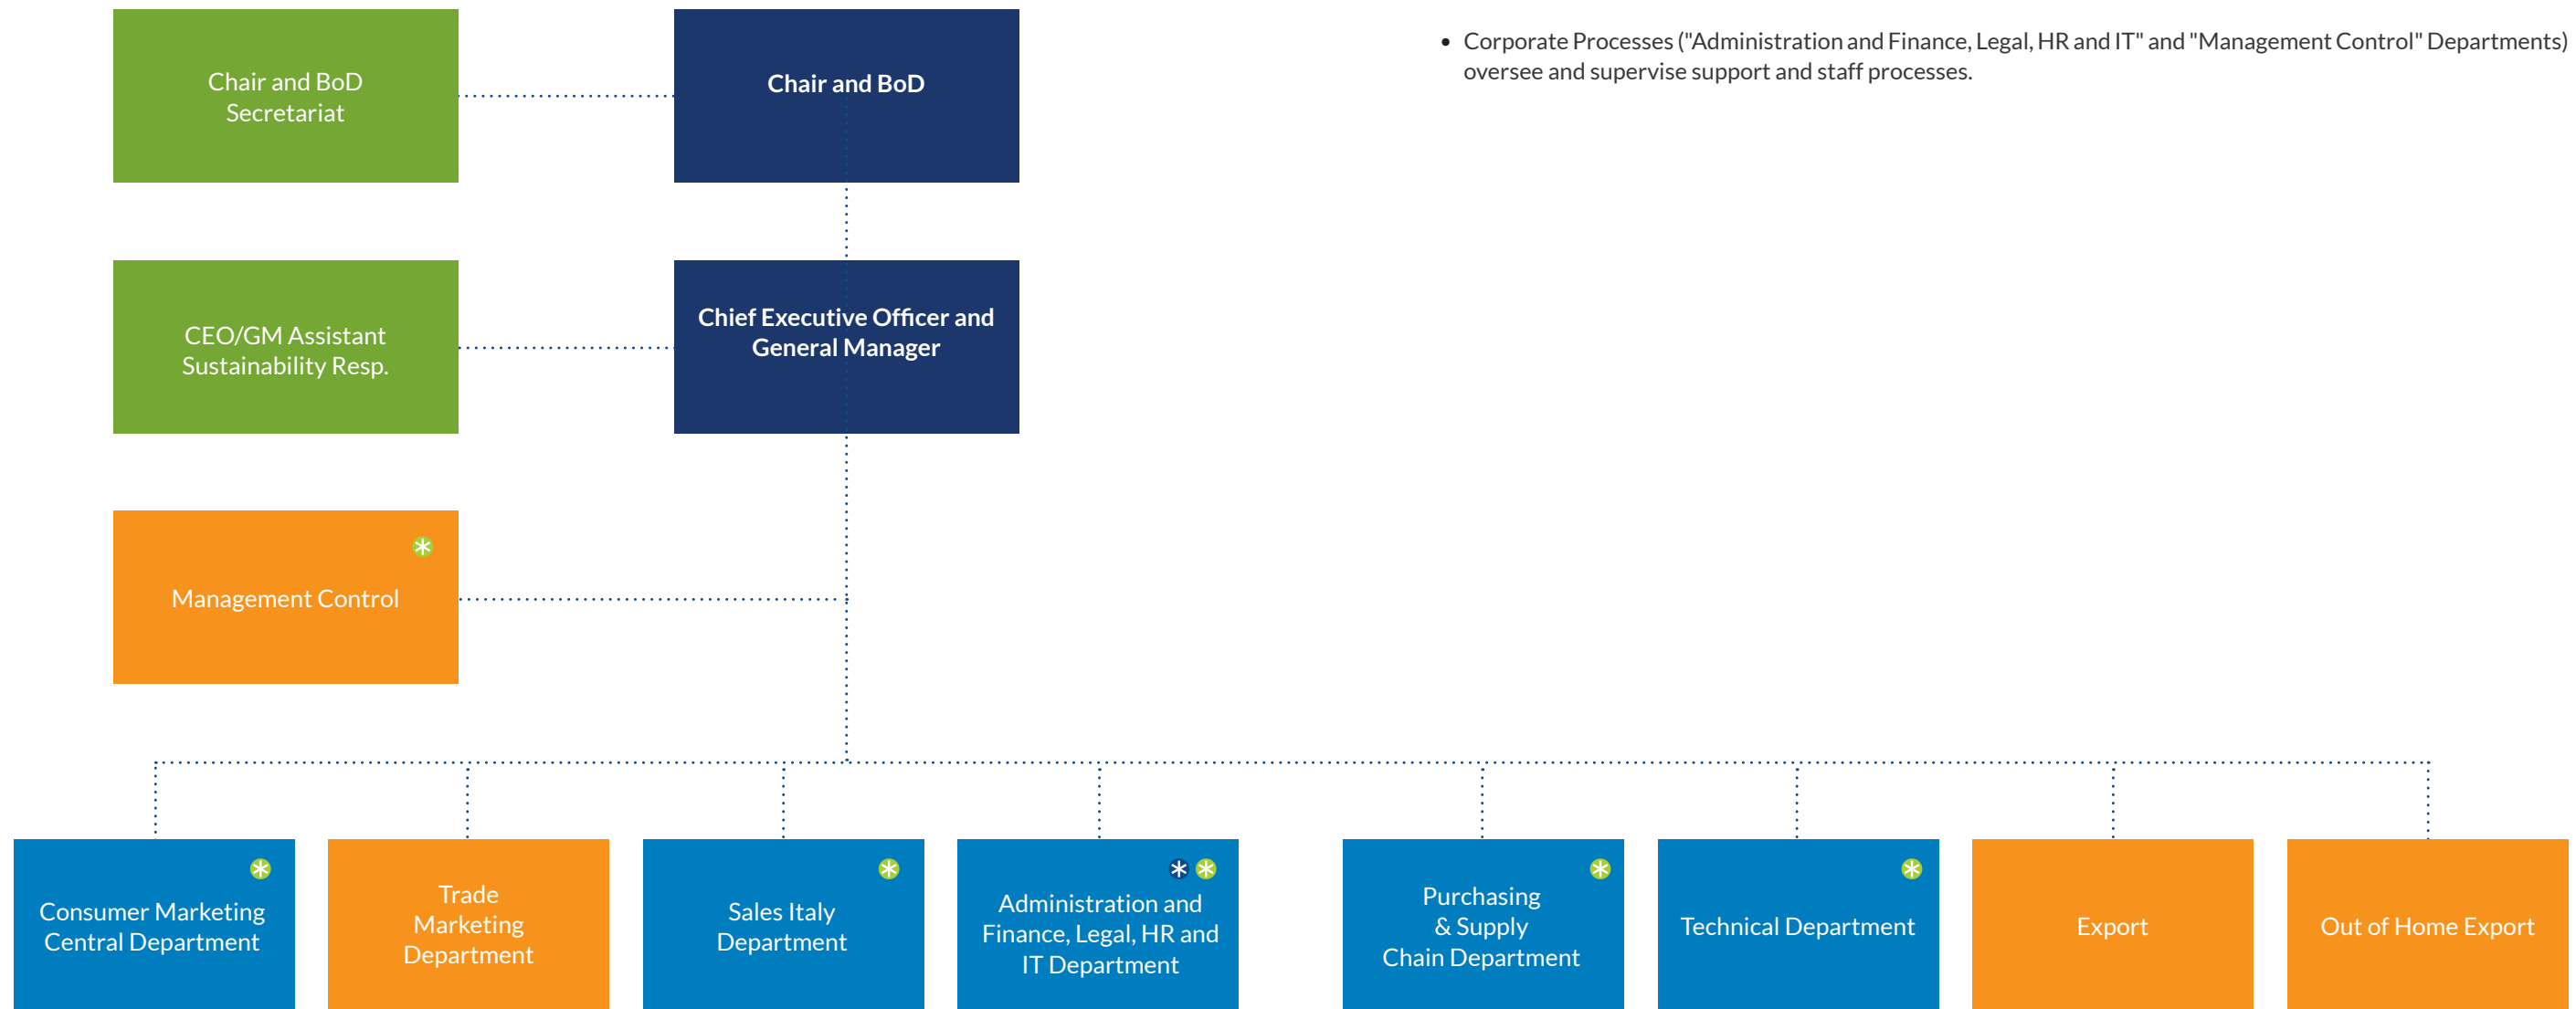 Chair and BoD
Secretariat
Chair and BoD
• Corporate Processes ("Administration and Finance, Legal, HR and IT" and "Management Control" Departments)
oversee and supervise support and staff processes.
CEO/GM Assistant
Sustainability Resp.
Chief Executive Officer and
General Manager
Management Control
Consumer Marketing
Central Department
Trade
Marketing
Department
Sales Italy
Department
Administration and
Finance, Legal, HR and
IT Department
Purchasing
& Supply
Chain Department
Technical Department
Export
Out of Home Export